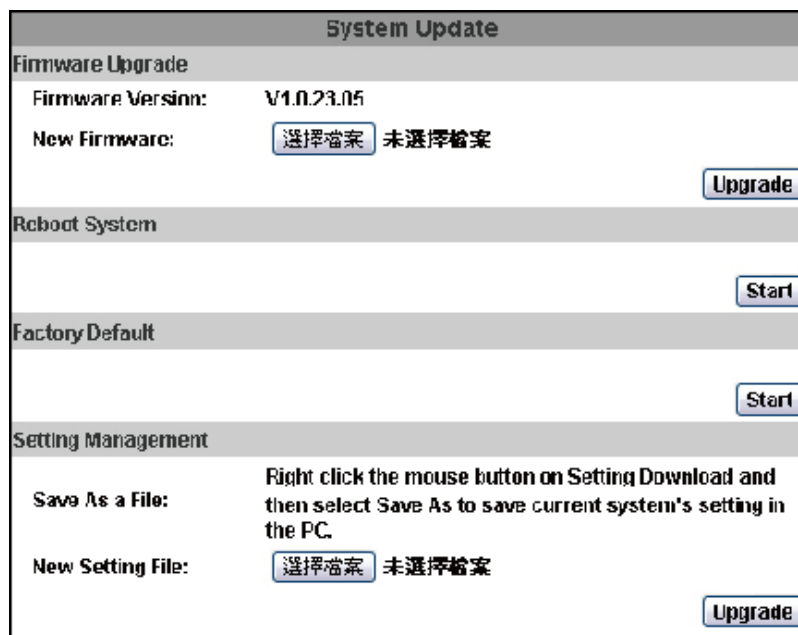 System Update
Firmware Upgrade
Firmware Version: V1.0.23.05
New Firmware: 選擇檔案 未選擇檔案
Upgrade
Reboot System
Start
Factory Default
Start
Setting Management
Save As a File: Right click the mouse button on Setting Download and
then select Save As to save current system's setting in
the PC.
New Setting File: 選擇檔案 未選擇檔案
Upgrade